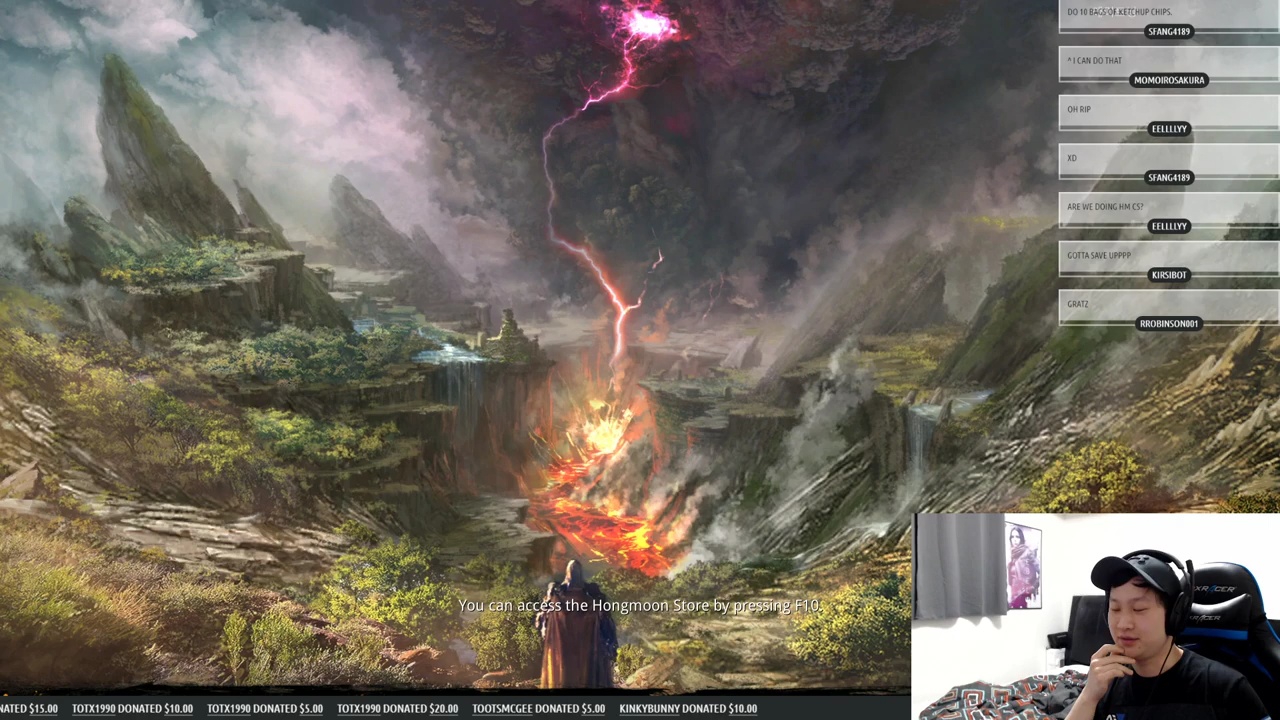 DO 10 BAGS OF KETCHUP CHIPS.
SFANG4189
^ I CAN DO THAT
MOMOIROSAKURA
OH RIP
EELLLLYY
XD
SFANG4189
ARE WE DOING HM CS?
EELLLLYY
GOTTA SAVE UPPPP
KIRSIBOT
GRATZ
RROBINSON001
You can access the Hongmoon Store by pressing F10.
NATED $15.00 TOTX1990 DONATED $10.00 TOTX1990 DONATED $5.00 TOTX1990 DONATED $20.00 TOOTSMCGEE DONATED $5.00 KINKYBUNNY DONATED $10.00